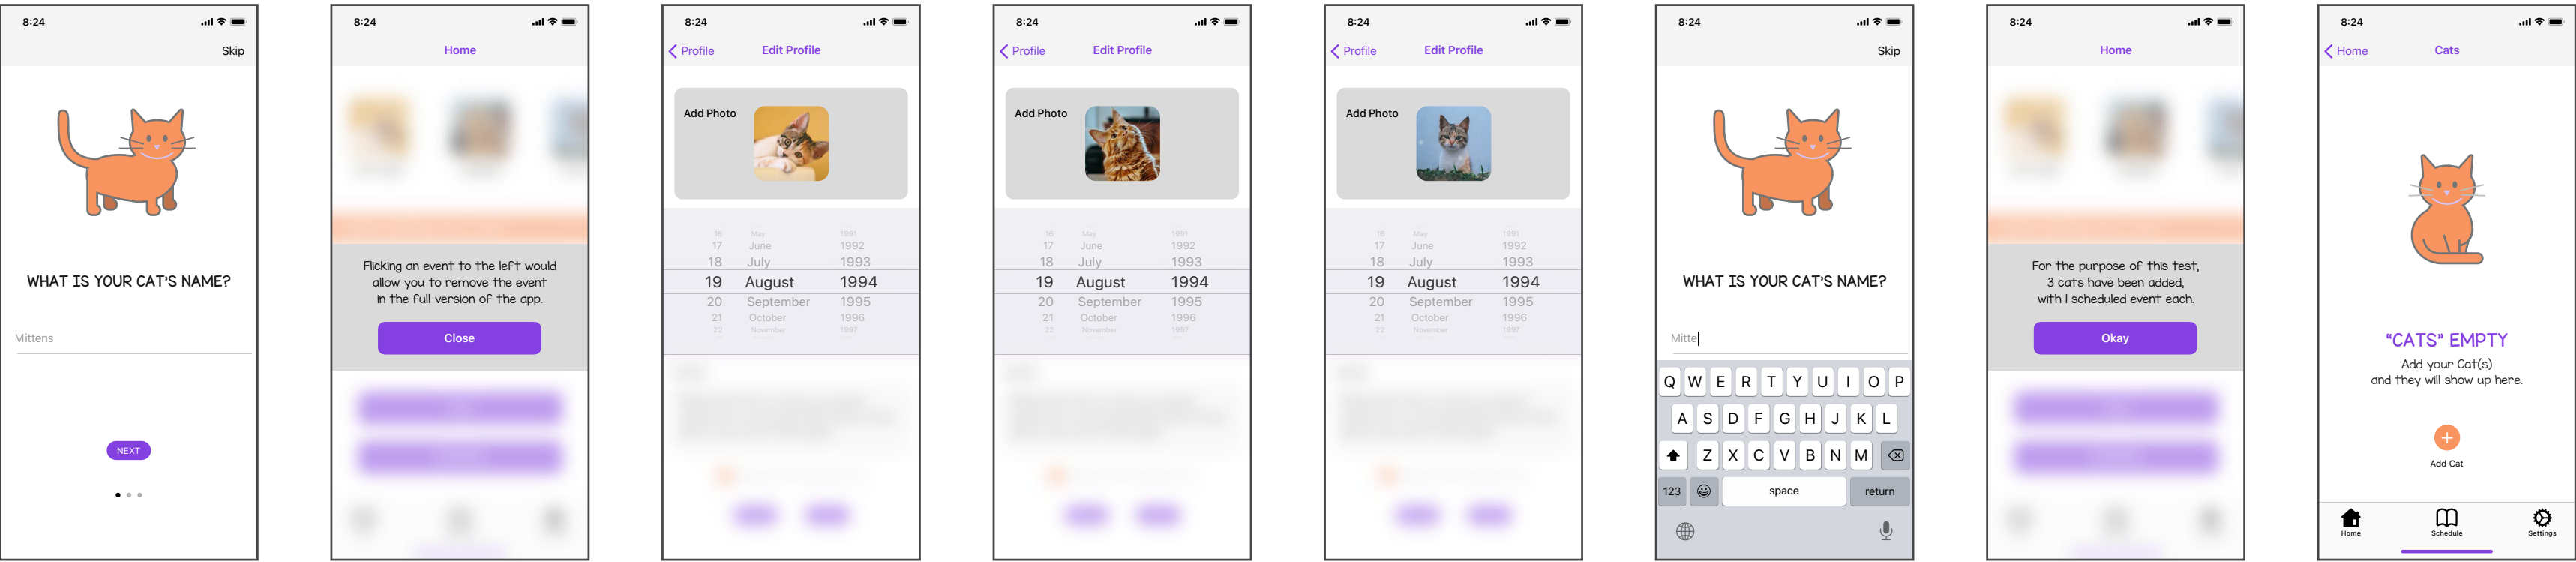 8:24
Skip
WHAT IS YOUR CAT'S NAME?
Mittens
NEXT
8:24
Home
Flicking an event to the left would
allow you to remove the event
in the full version of the app.
Close
8:24
Profile
Edit Profile
Add Photo
16 May 1991
17 June 1992
18 July 1993
19 August 1994
20 September 1995
21 October 1996
22 November 1997
8:24
Profile
Edit Profile
Add Photo
16 May 1991
17 June 1992
18 July 1993
19 August 1994
20 September 1995
21 October 1996
22 November 1997
8:24
Profile
Edit Profile
Add Photo
16 May 1991
17 June 1992
18 July 1993
19 August 1994
20 September 1995
21 October 1996
22 November 1997
8:24
Skip
WHAT IS YOUR CAT'S NAME?
Mitte
Q W E R T Y U I O P
A S D F G H J K L
Z X C V B N M
123 space return
8:24
Home
For the purpose of this test,
3 cats have been added,
with 1 scheduled event each.
Okay
8:24
Home
Cats
"CATS" EMPTY
Add your Cat(s)
and they will show up here.
Add Cat
Home Schedule Settings